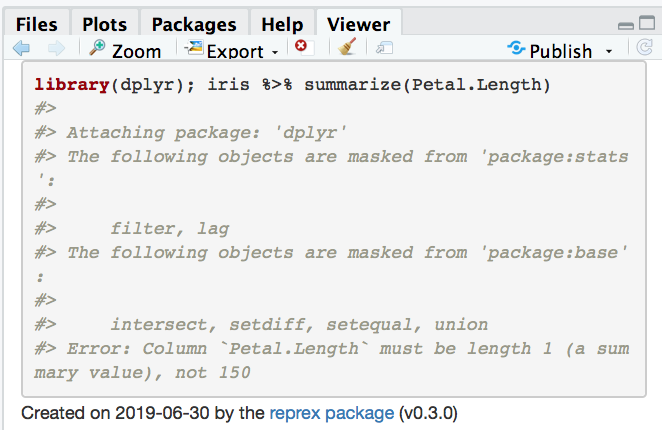 Files Plots Packages Help Viewer
Zoom Export Publish
library(dplyr); iris %>% summarize(Petal.Length)
#>
#> Attaching package: 'dplyr'
#> The following objects are masked from 'package:stats
':
#>
#>     filter, lag
#> The following objects are masked from 'package:base'
:
#>
#>     intersect, setdiff, setequal, union
#> Error: Column `Petal.Length` must be length 1 (a sum
mary value), not 150
Created on 2019-06-30 by the reprex package (v0.3.0)